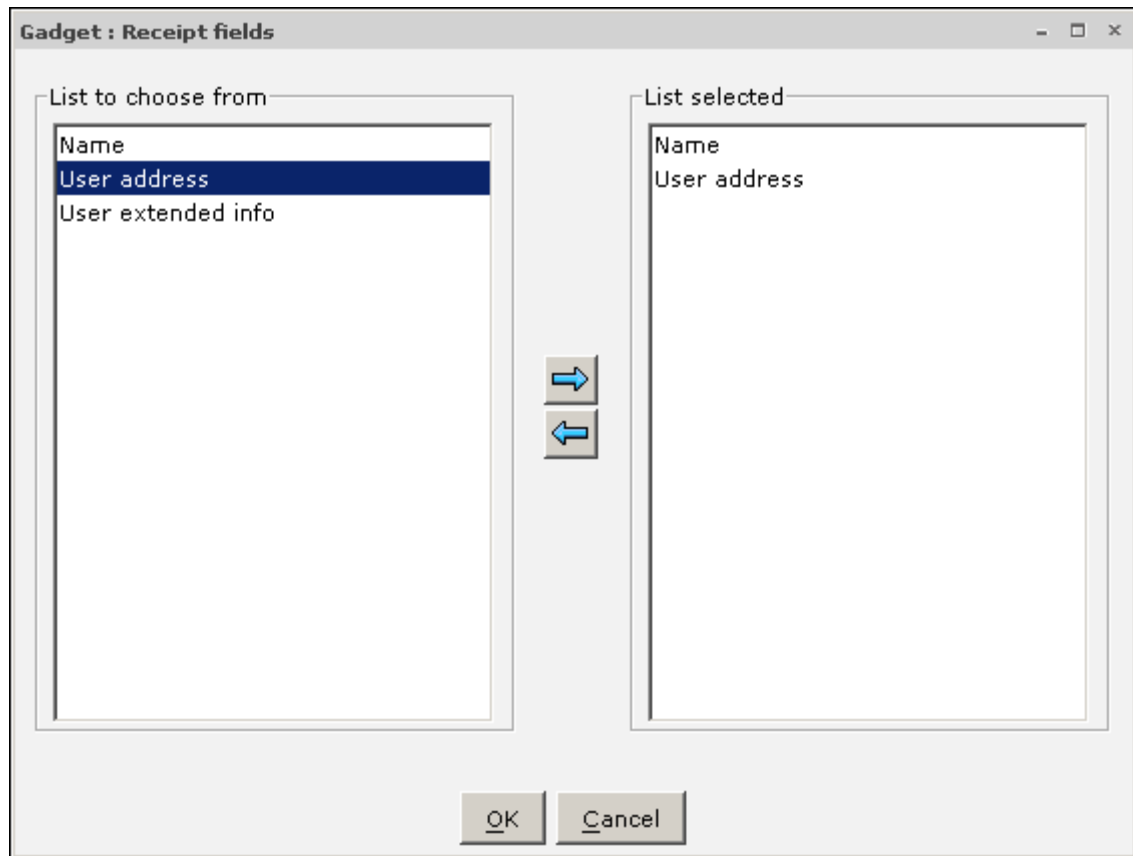 Gadget : Receipt fields
List to choose from
Name
User address
User extended info
List selected
Name
User address
OK
Cancel